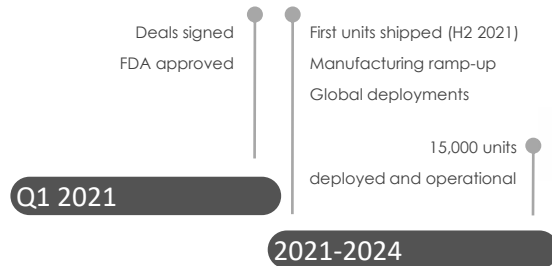 Deals signed
FDA approved
First units shipped (H2 2021)
Manufacturing ramp-up
Global deployments
15,000 units
deployed and operational
Q1 2021
2021-2024